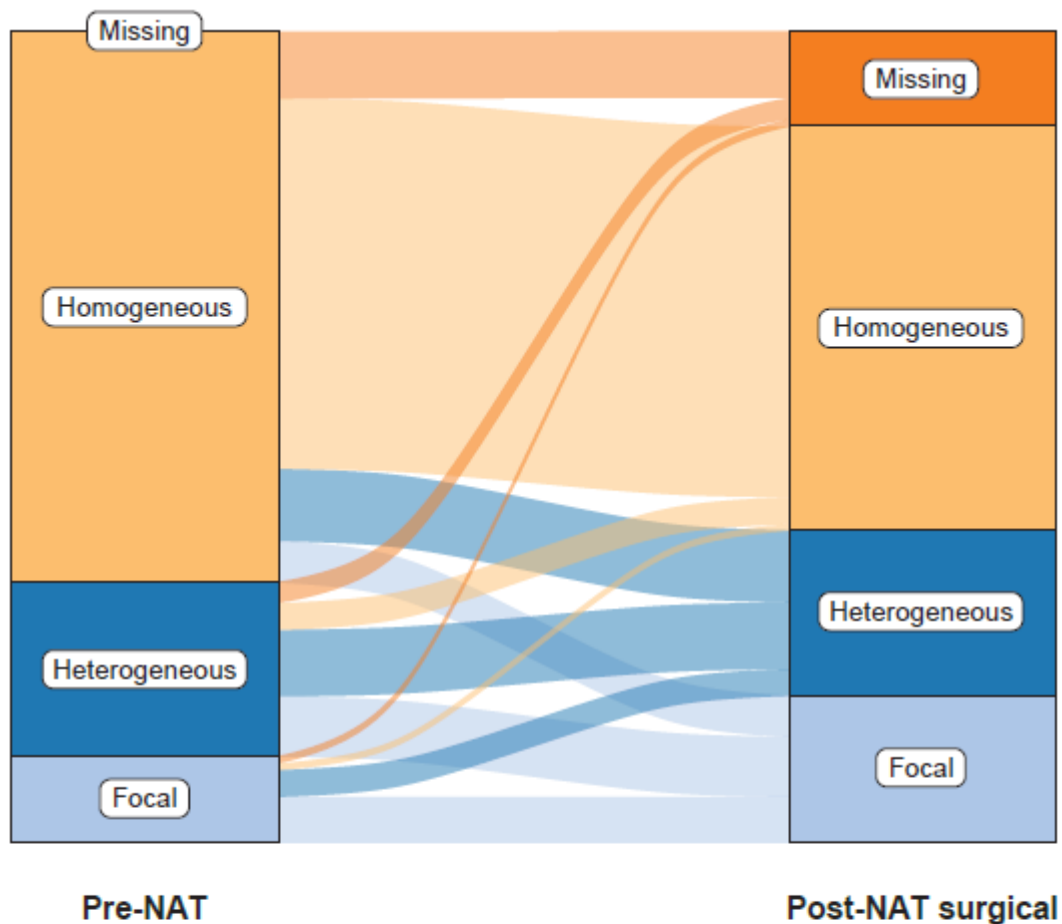 Missing
Missing
Homogeneous
Homogeneous
Heterogeneous
Heterogeneous
Focal
Focal
Pre-NAT
Post-NAT surgical